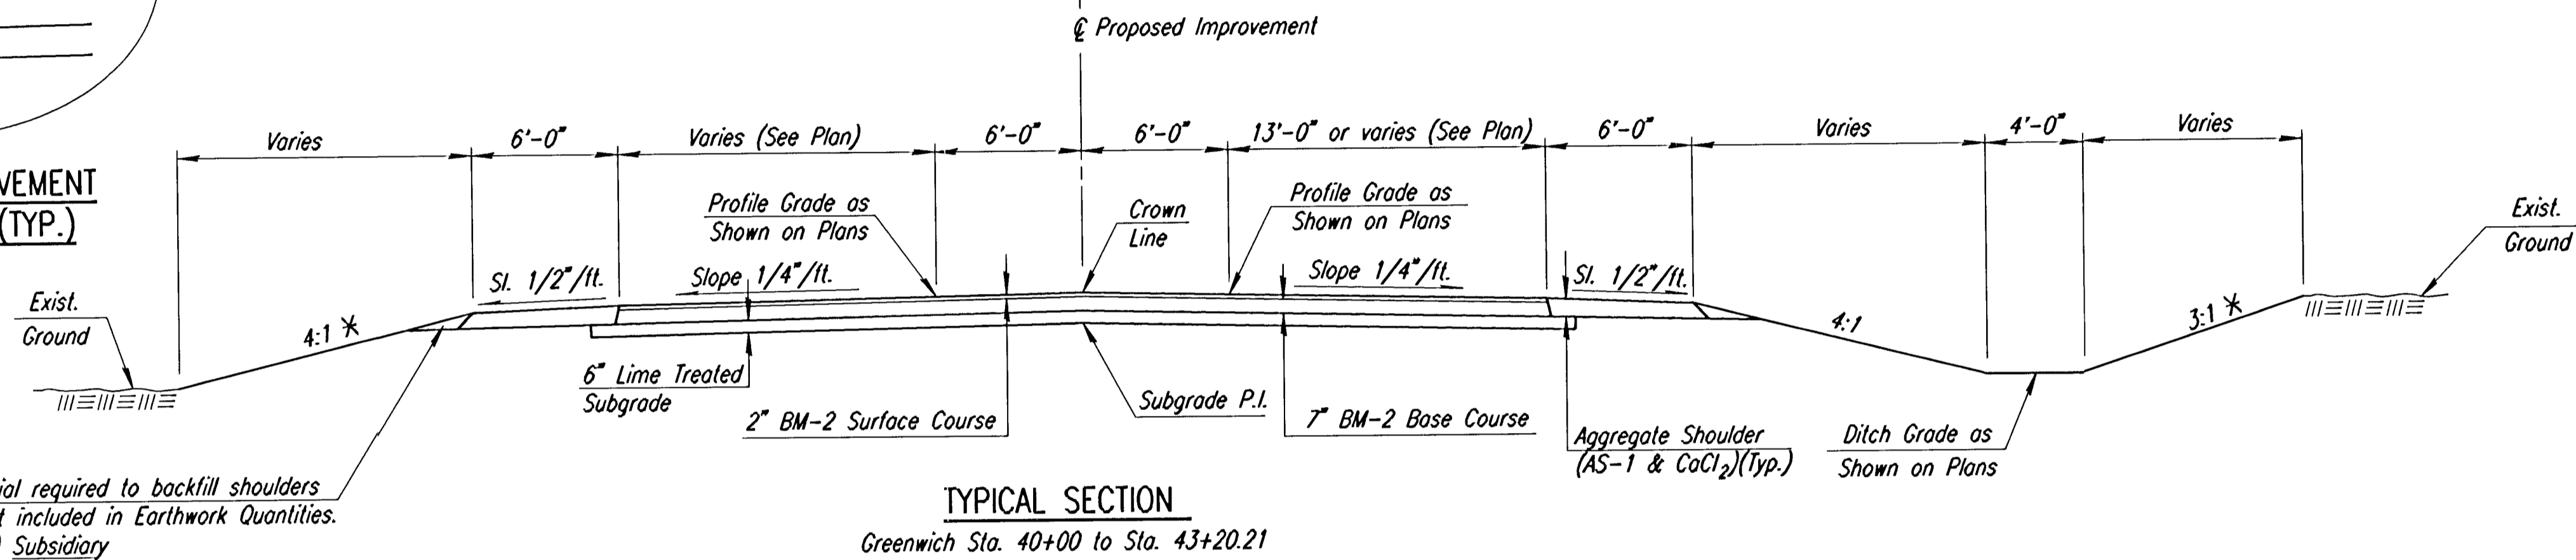 ℄ Proposed Improvement
Varies
6'-0"
Varies (See Plan)
6'-0"
6'-0"
13'-0" or varies (See Plan)
6'-0"
Varies
4'-0"
Varies
(TYP.)
Profile Grade as
Shown on Plans
Crown
Line
Profile Grade as
Shown on Plans
Exist.
Ground
Sl. 1/2"/ft.
Slope 1/4"/ft.
Slope 1/4"/ft.
Sl. 1/2"/ft.
Exist.
Ground
4:1 *
4:1
3:1 *
6" Lime Treated
Subgrade
2" BM-2 Surface Course
Subgrade P.I.
7" BM-2 Base Course
Aggregate Shoulder
(AS-1 & CaCl₂)(Typ.)
Ditch Grade as
Shown on Plans
required to backfill shoulders
included in Earthwork Quantities.
Subsidiary
TYPICAL SECTION
Greenwich Sta. 40+00 to Sta. 43+20.21